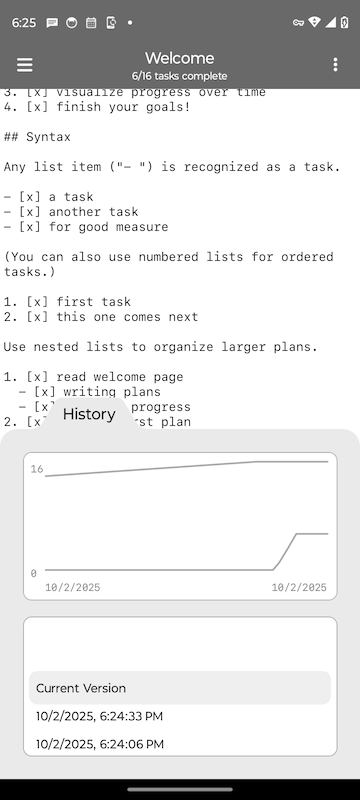 6:25
Welcome
6/16 tasks complete
3. [x] visualize progress over time
4. [x] finish your goals!
## Syntax
Any list item ("- ") is recognized as a task.
- [x] a task
- [x] another task
- [x] for good measure
(You can also use numbered lists for ordered
tasks.)
1. [x] first task
2. [x] this one comes next
Use nested lists to organize larger plans.
1. [x] read welcome page
- [x] writing plans
- [x progress
2. [x rst plan
History
16
0
10/2/2025 10/2/2025
Current Version
10/2/2025, 6:24:33 PM
10/2/2025, 6:24:06 PM